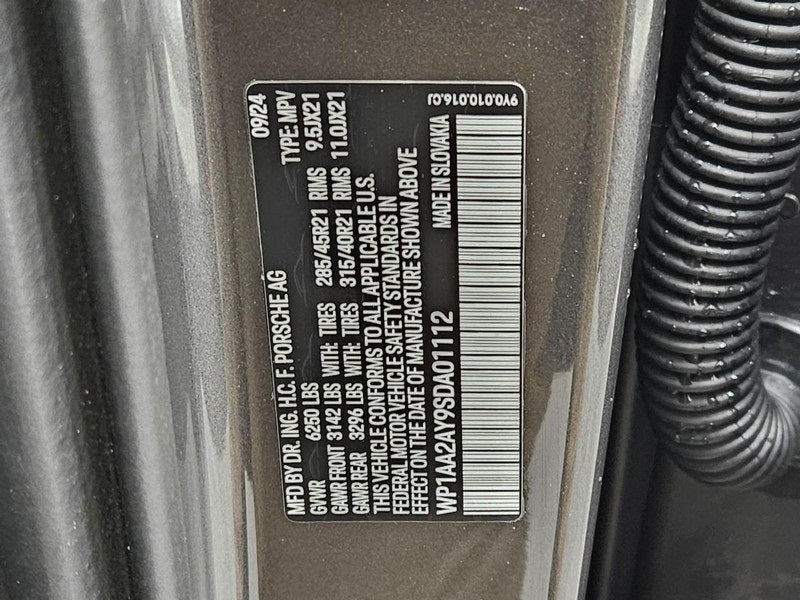 MFD BY DR. ING. H.C. F. PORSCHE AG 09/24
GVWR 6250 LBS TYPE: MPV
GAWR FRONT 3142 LBS WITH: TIRES 285/45R21 RIMS 9.5JX21
GAWR REAR 3296 LBS WITH: TIRES 315/40R21 RIMS 11.0JX21
THIS VEHICLE CONFORMS TO ALL APPLICABLE U.S.
FEDERAL MOTOR VEHICLE SAFETY STANDARDS IN
EFFECT ON THE DATE OF MANUFACTURE SHOWN ABOVE
WP1AA2AY9SDA01112 MADE IN SLOVAKIA
9Y0.010.016.CJ